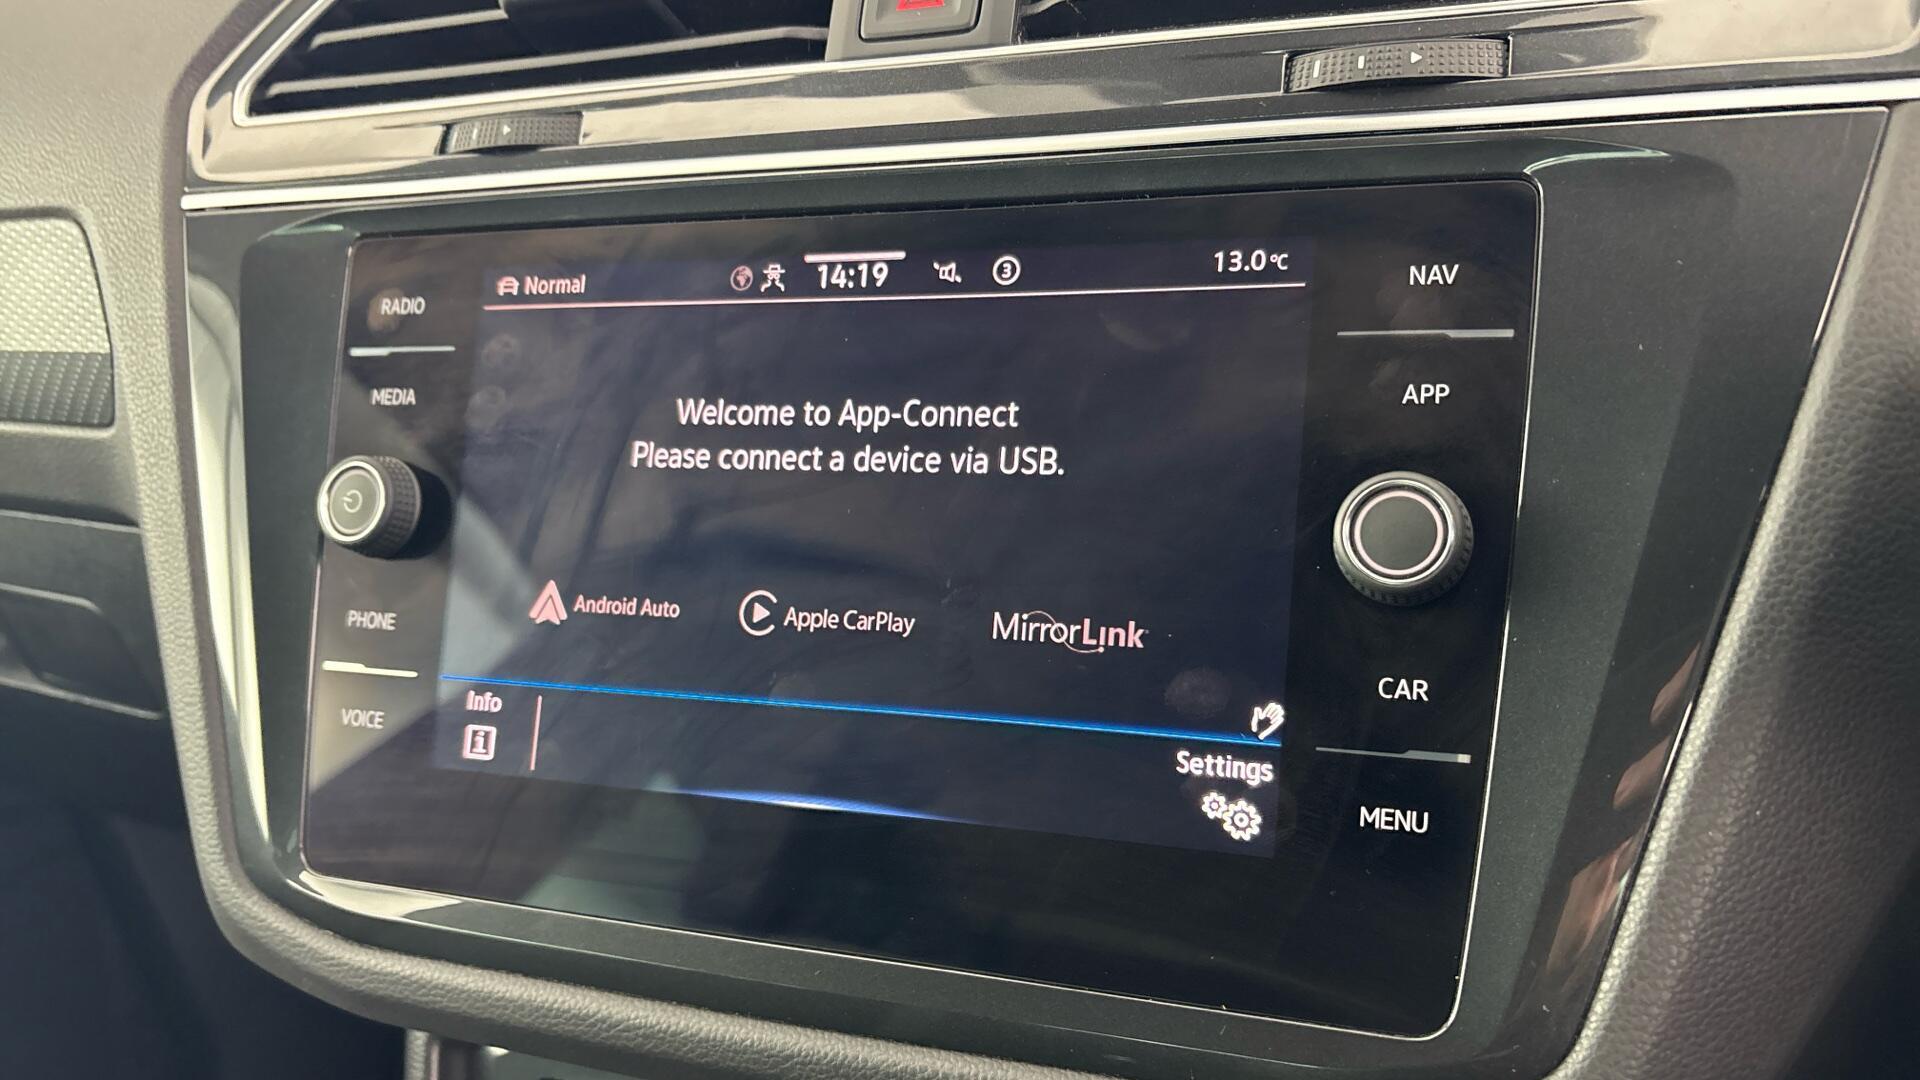 Normal
14:19
3
13.0°C
RADIO
MEDIA
PHONE
VOICE
Welcome to App-Connect
Please connect a device via USB.
Android Auto
Apple CarPlay
MirrorLink
Info
i
Settings
NAV
APP
CAR
MENU